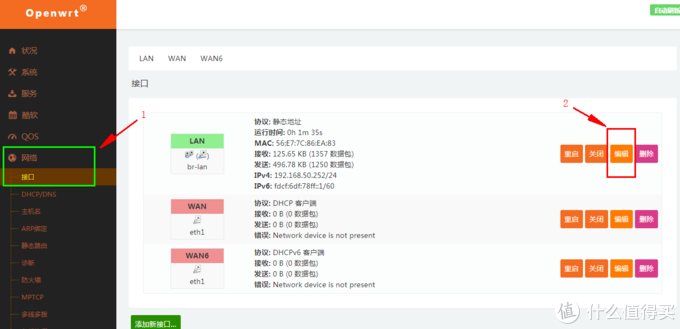 Openwrt®
自动刷新
状况
系统
服务
酷软
QOS
网络
接口
DHCP/DNS
主机名
ARP绑定
静态路由
诊断
防火墙
MPTCP
多线多拨
1
2
LAN WAN WAN6
接口
LAN
br-lan
协议: 静态地址
运行时间: 0h 1m 35s
MAC: 56:E7:7C:86:EA:83
接收: 125.65 KB (1357 数据包)
发送: 496.78 KB (1250 数据包)
IPv4: 192.168.50.252/24
IPv6: fdcf:6df:78ff::1/60
重启 关闭 编辑 删除
WAN
eth1
协议: DHCP 客户端
接收: 0 B (0 数据包)
发送: 0 B (0 数据包)
错误: Network device is not present
重启 关闭 编辑 删除
WAN6
eth1
协议: DHCPv6 客户端
接收: 0 B (0 数据包)
发送: 0 B (0 数据包)
错误: Network device is not present
重启 关闭 编辑 删除
添加新接口...
值 什么值得买